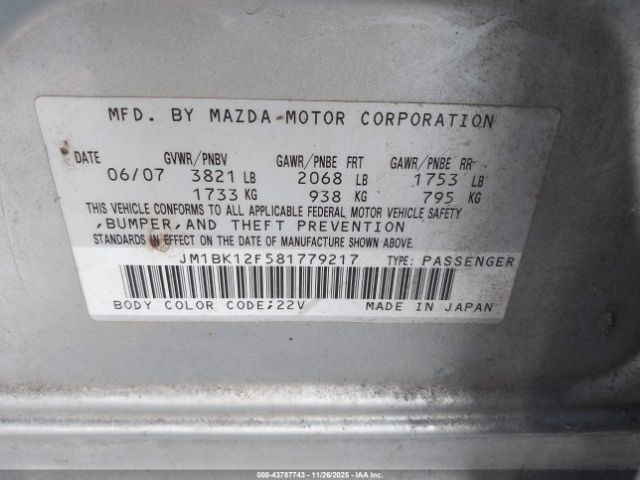 MFD. BY MAZDA MOTOR CORPORATION
DATE GVWR/PNBV GAWR/PNBE FRT GAWR/PNBE RR
06/07 3821 LB 2068 LB 1753 LB
1733 KG 938 KG 795 KG
THIS VEHICLE CONFORMS TO ALL APPLICABLE FEDERAL MOTOR VEHICLE SAFETY
,BUMPER,AND THEFT PREVENTION
STANDARDS IN EFFECT ON THE DATE OF MANUFACTURE SHOWN ABOVE.
JM1BK12F581779217 TYPE: PASSENGER
BODY COLOR CODE;22V MADE IN JAPAN
00-43787743 - 11/26/2025 - IAAI.COM